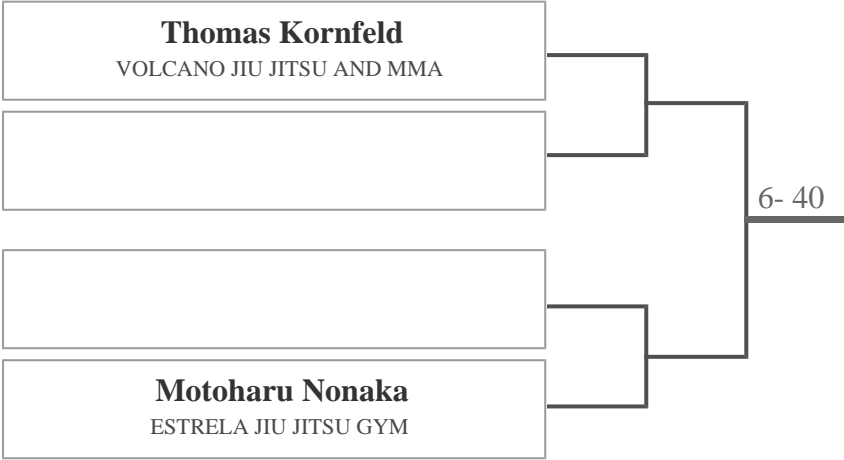 Thomas Kornfeld
VOLCANO JIU JITSU AND MMA
6- 40
Motoharu Nonaka
ESTRELA JIU JITSU GYM